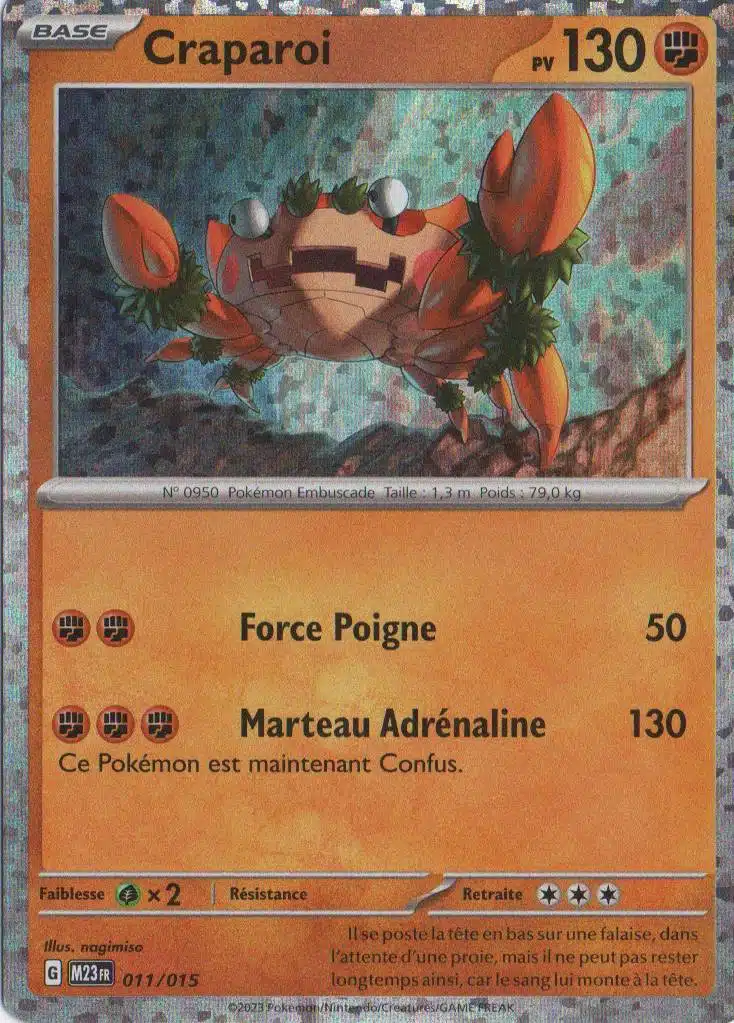 BASE
Craparoi
PV 130
N° 0950 Pokémon Embuscade Taille : 1,3 m Poids : 79,0 kg
Force Poigne 50
Marteau Adrénaline 130
Ce Pokémon est maintenant Confus.
Faiblesse ×2 Résistance Retraite
Illus. nagimiso
G M23 FR 011/015
Il se poste la tête en bas sur une falaise, dans
l'attente d'une proie, mais il ne peut pas rester
longtemps ainsi, car le sang lui monte à la tête.
©2023 Pokémon/Nintendo/Creatures/GAME FREAK